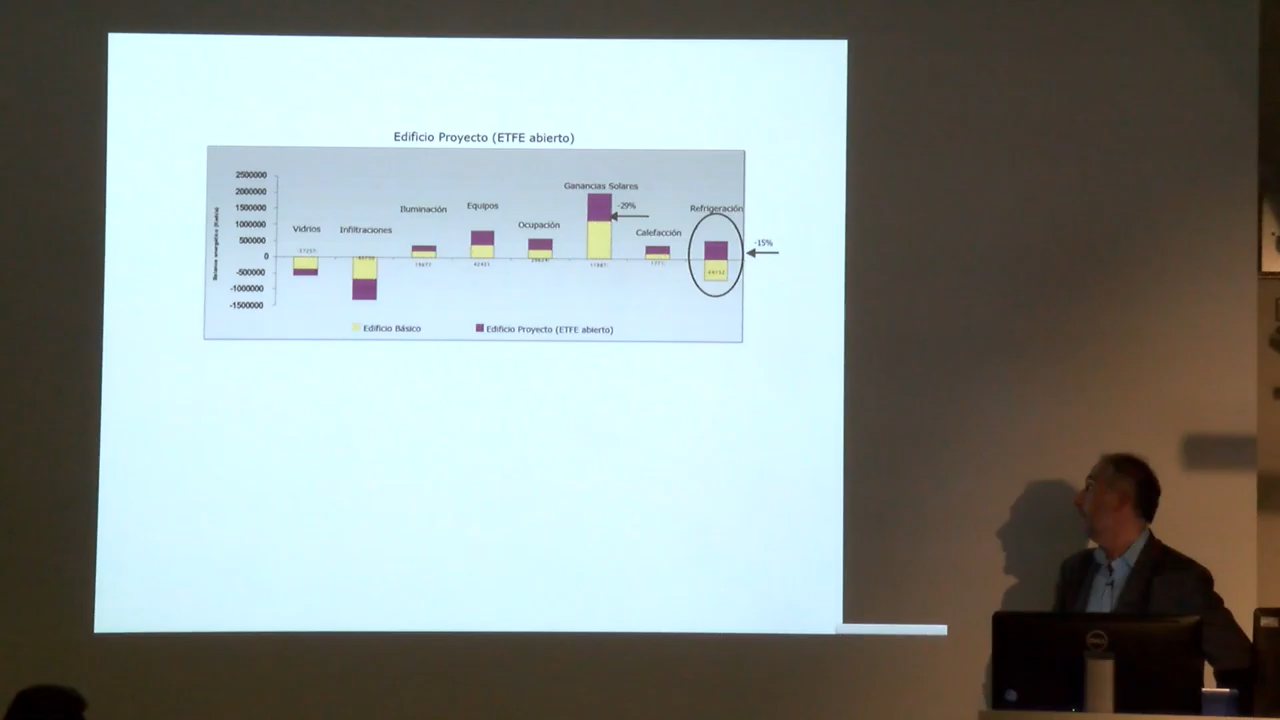 Edificio Proyecto (ETFE abierto)
2500000
2000000
1500000
1000000
500000
0
-500000
-1000000
-1500000
Vidrios
Infiltraciones
Iluminación
Equipos
Ocupación
Ganancias Solares
-29%
Calefacción
Refrigeración
-15%
Edificio Básico
Edificio Proyecto (ETFE abierto)
DELL